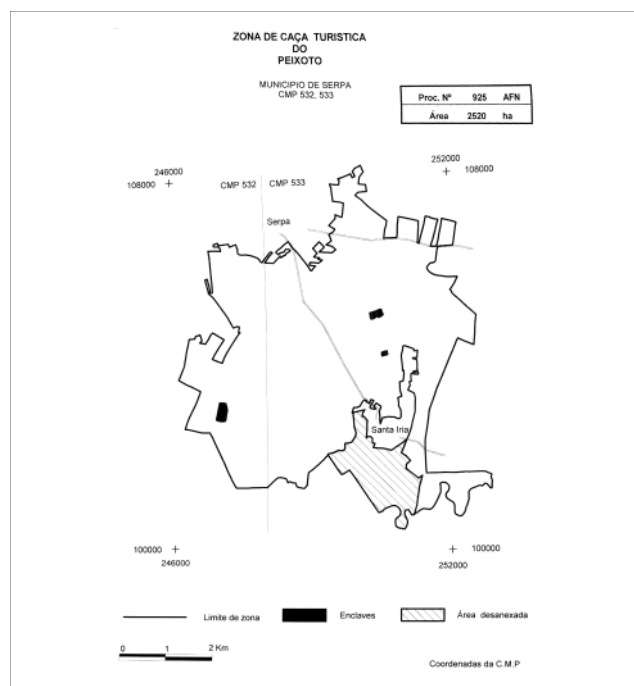 ZONA DE CAÇA TURISTICA
DO
PEIXOTO
MUNICIPIO DE SERPA
CMP 532, 533
Proc. Nº 925 AFN
Área 2520 ha
246000
108000
CMP 532
CMP 533
252000
108000
Serpa
Santa Iria
100000
246000
100000
252000
Limite de zona
Enclaves
Área desanexada
0 1 2 Km
Coordenadas da C.M.P